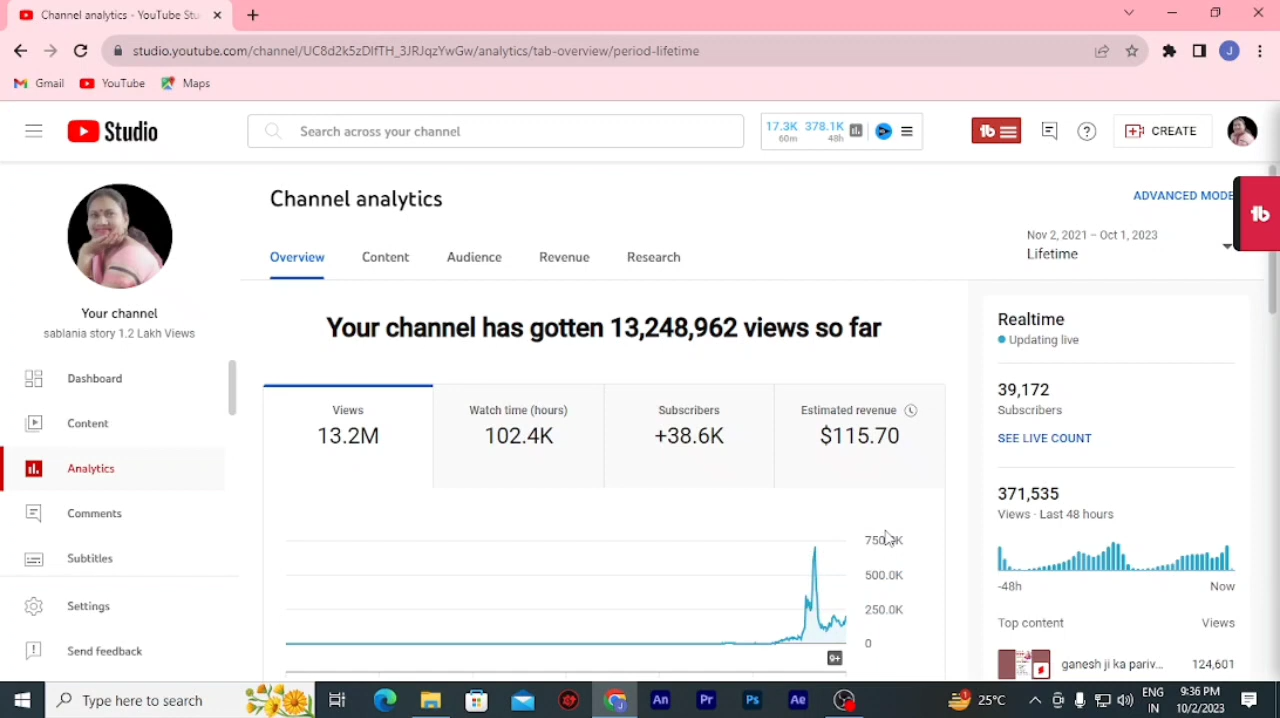 Channel analytics - YouTube Stu
studio.youtube.com/channel/UC8d2k5zDIfTH_3JRJqzYwGw/analytics/tab-overview/period-lifetime
J
Gmail YouTube Maps
Studio
Search across your channel
17.3K 378.1K
60m 48h
CREATE
Channel analytics
ADVANCED MODE
Nov 2, 2021 – Oct 1, 2023
Lifetime
Overview Content Audience Revenue Research
Your channel
sablania story 1.2 Lakh Views
Dashboard
Content
Analytics
Comments
Subtitles
Settings
Send feedback
Your channel has gotten 13,248,962 views so far
Views
13.2M
Watch time (hours)
102.4K
Subscribers
+38.6K
Estimated revenue
$115.70
750.0K
500.0K
250.0K
0
9+
Realtime
Updating live
39,172
Subscribers
SEE LIVE COUNT
371,535
Views · Last 48 hours
-48h Now
Top content Views
ganesh ji ka pariv... 124,601
Type here to search
An Pr Ps Ae
25°C
ENG
IN
9:36 PM
10/2/2023